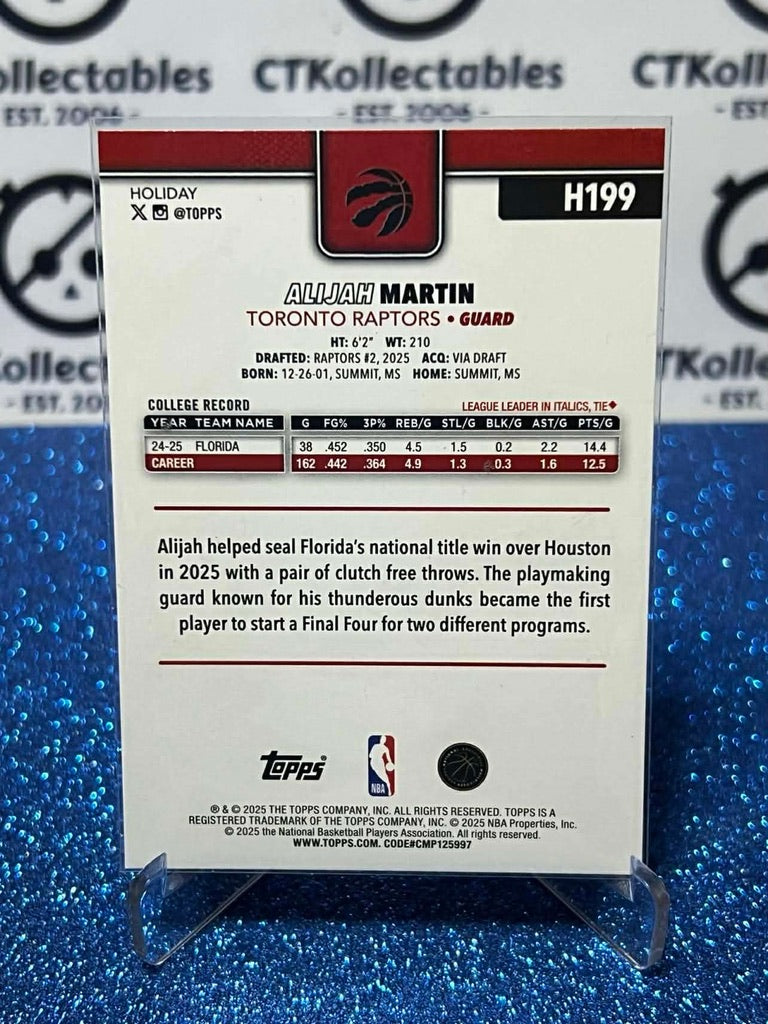 ollectables CTKollectables CTKoll
EST. 2006 - - EST. 2006 - - EST.
HOLIDAY
@TOPPS
H199
ALIJAH MARTIN
TORONTO RAPTORS • GUARD
HT: 6'2" WT: 210
DRAFTED: RAPTORS #2, 2025 ACQ: VIA DRAFT
BORN: 12-26-01, SUMMIT, MS HOME: SUMMIT, MS
COLLEGE RECORD LEAGUE LEADER IN ITALICS, TIE♦
YEAR TEAM NAME G FG% 3P% REB/G STL/G BLK/G AST/G PTS/G
24-25 FLORIDA 38 .452 .350 4.5 1.5 0.2 2.2 14.4
CAREER 162 .442 .364 4.9 1.3 0.3 1.6 12.5
ollec TKollec
- EST. 20 - EST.
Alijah helped seal Florida's national title win over Houston
in 2025 with a pair of clutch free throws. The playmaking
guard known for his thunderous dunks became the first
player to start a Final Four for two different programs.
Topps NBA
® & © 2025 THE TOPPS COMPANY, INC. ALL RIGHTS RESERVED. TOPPS IS A
REGISTERED TRADEMARK OF THE TOPPS COMPANY, INC. © 2025 NBA Properties, Inc.
© 2025 the National Basketball Players Association. All rights reserved.
WWW.TOPPS.COM. CODE#CMP125997